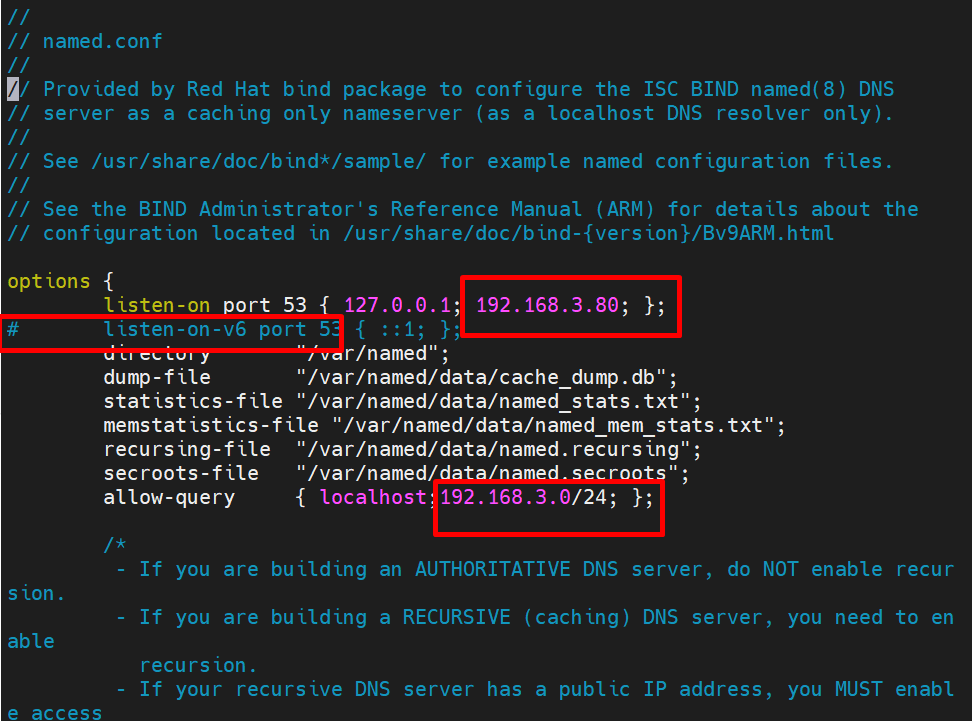 //
// named.conf
//
// Provided by Red Hat bind package to configure the ISC BIND named(8) DNS
// server as a caching only nameserver (as a localhost DNS resolver only).
//
// See /usr/share/doc/bind*/sample/ for example named configuration files.
//
// See the BIND Administrator's Reference Manual (ARM) for details about the
// configuration located in /usr/share/doc/bind-{version}/Bv9ARM.html

options {
        listen-on port 53 { 127.0.0.1; 192.168.3.80; };
#       listen-on-v6 port 53 { ::1; };
        directory       "/var/named";
        dump-file       "/var/named/data/cache_dump.db";
        statistics-file "/var/named/data/named_stats.txt";
        memstatistics-file "/var/named/data/named_mem_stats.txt";
        recursing-file  "/var/named/data/named.recursing";
        secroots-file   "/var/named/data/named.secroots";
        allow-query     { localhost;192.168.3.0/24; };

        /*
         - If you are building an AUTHORITATIVE DNS server, do NOT enable recur
sion.
         - If you are building a RECURSIVE (caching) DNS server, you need to en
able
           recursion.
         - If your recursive DNS server has a public IP address, you MUST enabl
e access